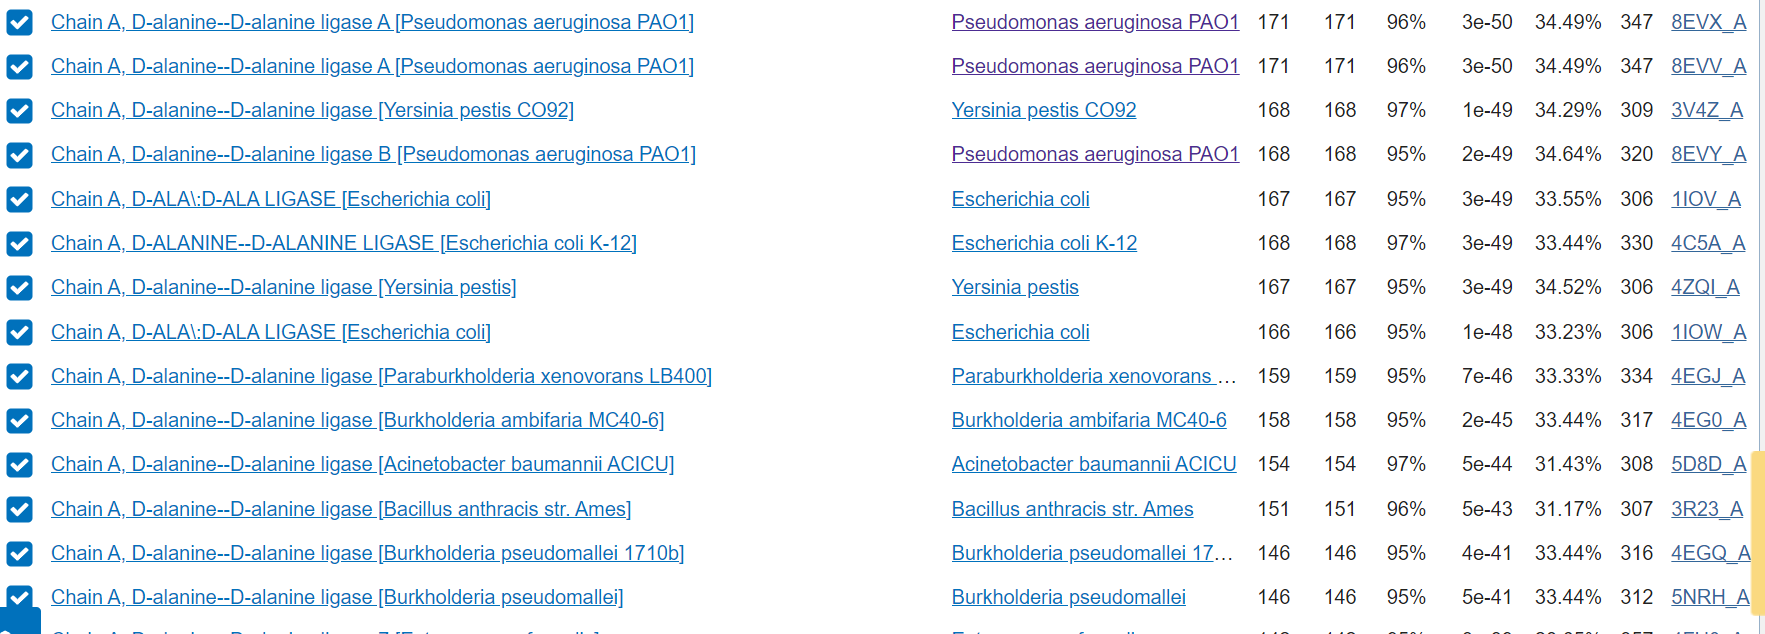 Chain A, D-alanine--D-alanine ligase A [Pseudomonas aeruginosa PAO1] Pseudomonas aeruginosa PAO1 171 171 96% 3e-50 34.49% 347 8EVX_A
Chain A, D-alanine--D-alanine ligase A [Pseudomonas aeruginosa PAO1] Pseudomonas aeruginosa PAO1 171 171 96% 3e-50 34.49% 347 8EVV_A
Chain A, D-alanine--D-alanine ligase [Yersinia pestis CO92] Yersinia pestis CO92 168 168 97% 1e-49 34.29% 309 3V4Z_A
Chain A, D-alanine--D-alanine ligase B [Pseudomonas aeruginosa PAO1] Pseudomonas aeruginosa PAO1 168 168 95% 2e-49 34.64% 320 8EVY_A
Chain A, D-ALA\:D-ALA LIGASE [Escherichia coli] Escherichia coli 167 167 95% 3e-49 33.55% 306 1IOV_A
Chain A, D-ALANINE--D-ALANINE LIGASE [Escherichia coli K-12] Escherichia coli K-12 168 168 97% 3e-49 33.44% 330 4C5A_A
Chain A, D-alanine--D-alanine ligase [Yersinia pestis] Yersinia pestis 167 167 95% 3e-49 34.52% 306 4ZQI_A
Chain A, D-ALA\:D-ALA LIGASE [Escherichia coli] Escherichia coli 166 166 95% 1e-48 33.23% 306 1IOW_A
Chain A, D-alanine--D-alanine ligase [Paraburkholderia xenovorans LB400] Paraburkholderia xenovorans ... 159 159 95% 7e-46 33.33% 334 4EGJ_A
Chain A, D-alanine--D-alanine ligase [Burkholderia ambifaria MC40-6] Burkholderia ambifaria MC40-6 158 158 95% 2e-45 33.44% 317 4EG0_A
Chain A, D-alanine--D-alanine ligase [Acinetobacter baumannii ACICU] Acinetobacter baumannii ACICU 154 154 97% 5e-44 31.43% 308 5D8D_A
Chain A, D-alanine--D-alanine ligase [Bacillus anthracis str. Ames] Bacillus anthracis str. Ames 151 151 96% 5e-43 31.17% 307 3R23_A
Chain A, D-alanine--D-alanine ligase [Burkholderia pseudomallei 1710b] Burkholderia pseudomallei 17... 146 146 95% 4e-41 33.44% 316 4EGQ_A
Chain A, D-alanine--D-alanine ligase [Burkholderia pseudomallei] Burkholderia pseudomallei 146 146 95% 5e-41 33.44% 312 5NRH_A